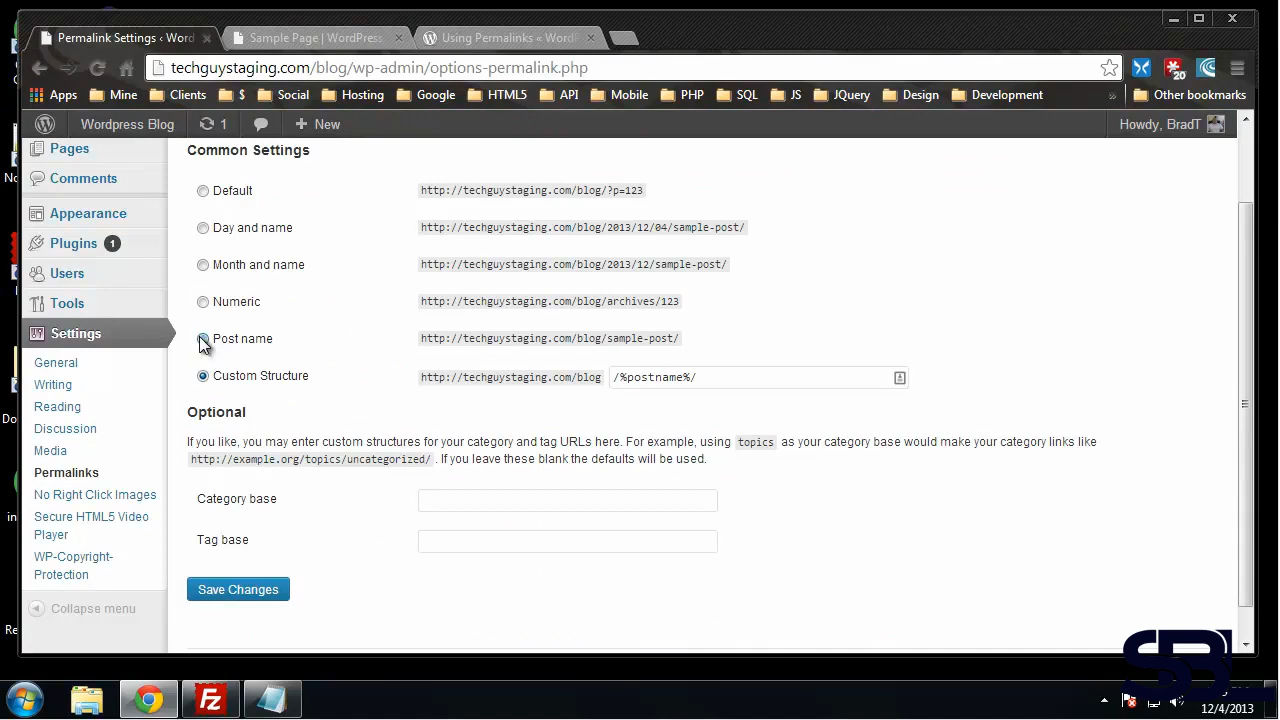 Permalink Settings ‹ Word
Sample Page | WordPress
Using Permalinks « WordP
techguystaging.com/blog/wp-admin/options-permalink.php
20
Apps
Mine
Clients
$
Social
Hosting
Google
HTML5
API
Mobile
PHP
SQL
JS
JQuery
Design
Development
»
Other bookmarks
Wordpress Blog
1
+ New
Howdy, BradT
Pages
Comments
Appearance
Plugins 1
Users
Tools
Settings
General
Writing
Reading
Discussion
Media
Permalinks
No Right Click Images
Secure HTML5 Video
Player
WP-Copyright-
Protection
Collapse menu
Common Settings
Default http://techguystaging.com/blog/?p=123
Day and name http://techguystaging.com/blog/2013/12/04/sample-post/
Month and name http://techguystaging.com/blog/2013/12/sample-post/
Numeric http://techguystaging.com/blog/archives/123
Post name http://techguystaging.com/blog/sample-post/
Custom Structure http://techguystaging.com/blog /%postname%/
Optional
If you like, you may enter custom structures for your category and tag URLs here. For example, using topics as your category base would make your category links like
http://example.org/topics/uncategorized/ . If you leave these blank the defaults will be used.
Category base
Tag base
Save Changes
SBI
Fz
12/4/2013